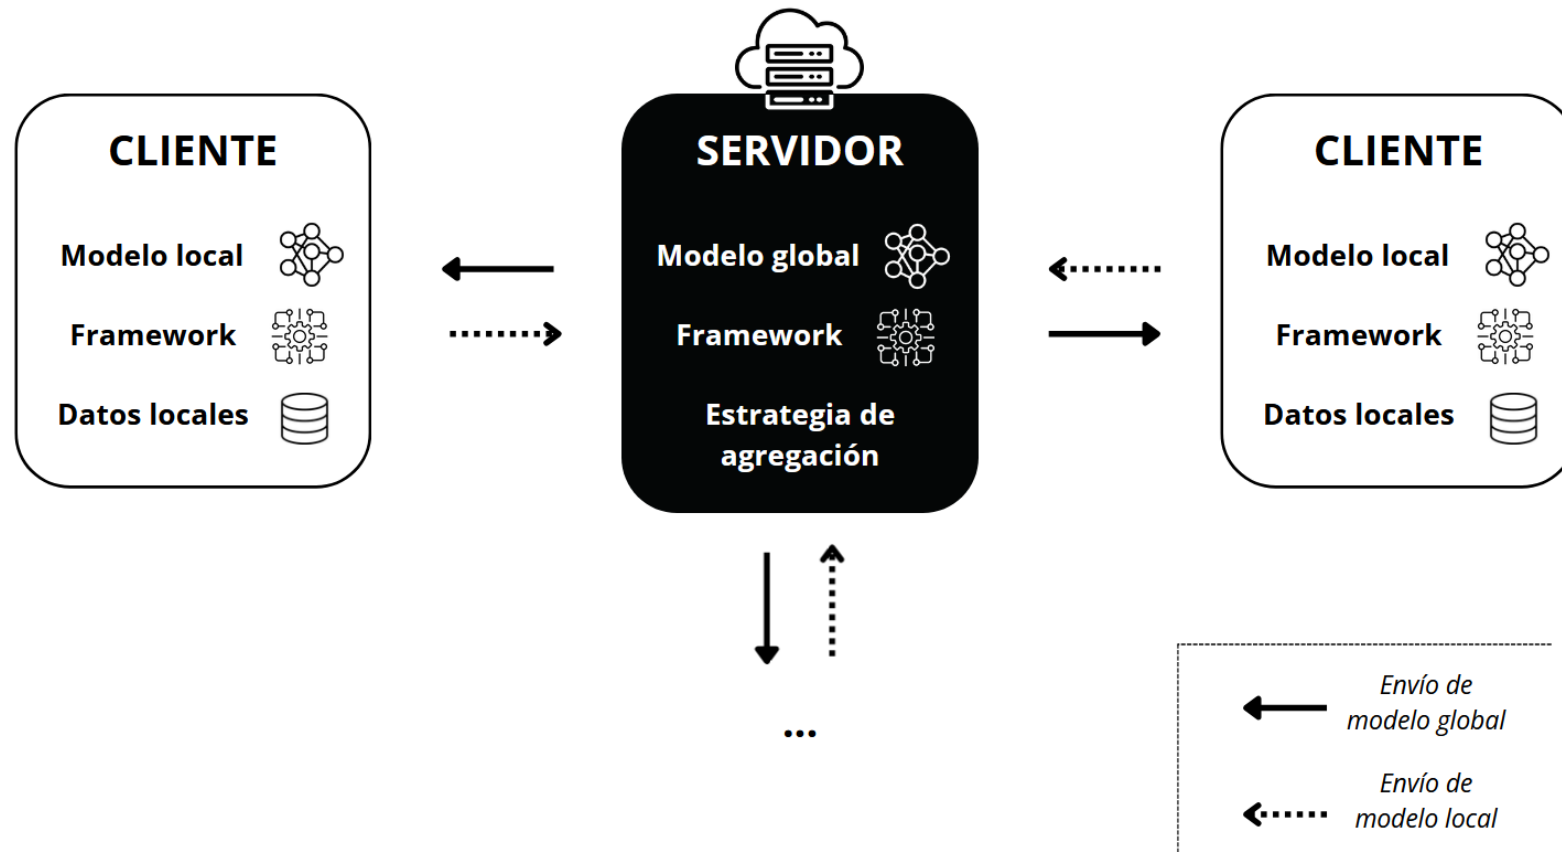 CLIENTE
Modelo local
Framework
Datos locales
SERVIDOR
Modelo global
Framework
Estrategia de
agregación
CLIENTE
Modelo local
Framework
Datos locales
...
Envío de
modelo global
Envío de
modelo local